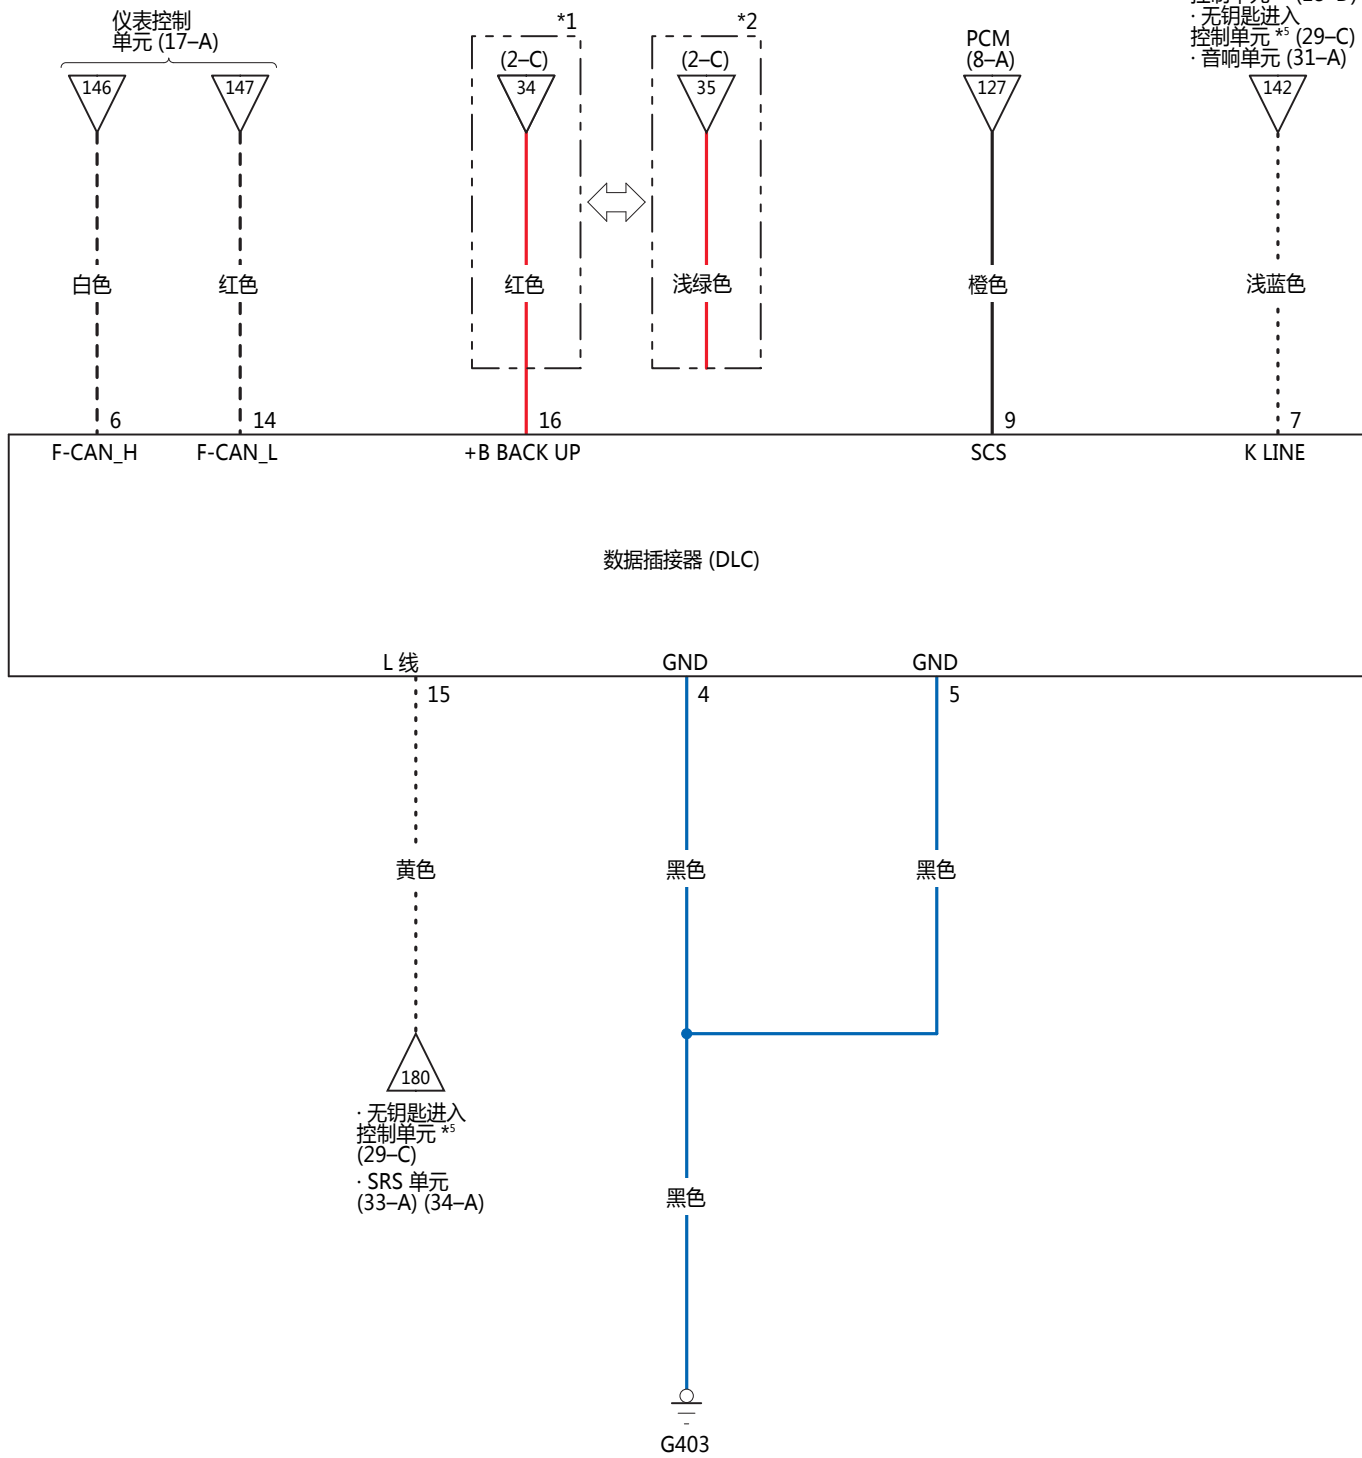 仪表控制
单元 (17–A)
*1
*2
· 无钥匙进入
控制单元 *5 (29–C)
· 音响单元 (31–A)
(2–C)
(2–C)
PCM
(8–A)
146
147
34
35
127
142
白色
红色
红色
浅绿色
橙色
浅蓝色
6
14
16
9
7
F-CAN_H
F-CAN_L
+B BACK UP
SCS
K LINE
数据插接器 (DLC)
L 线
GND
GND
15
4
5
黄色
黑色
黑色
180
· 无钥匙进入
控制单元 *5
(29–C)
· SRS 单元
(33–A) (34–A)
黑色
G403